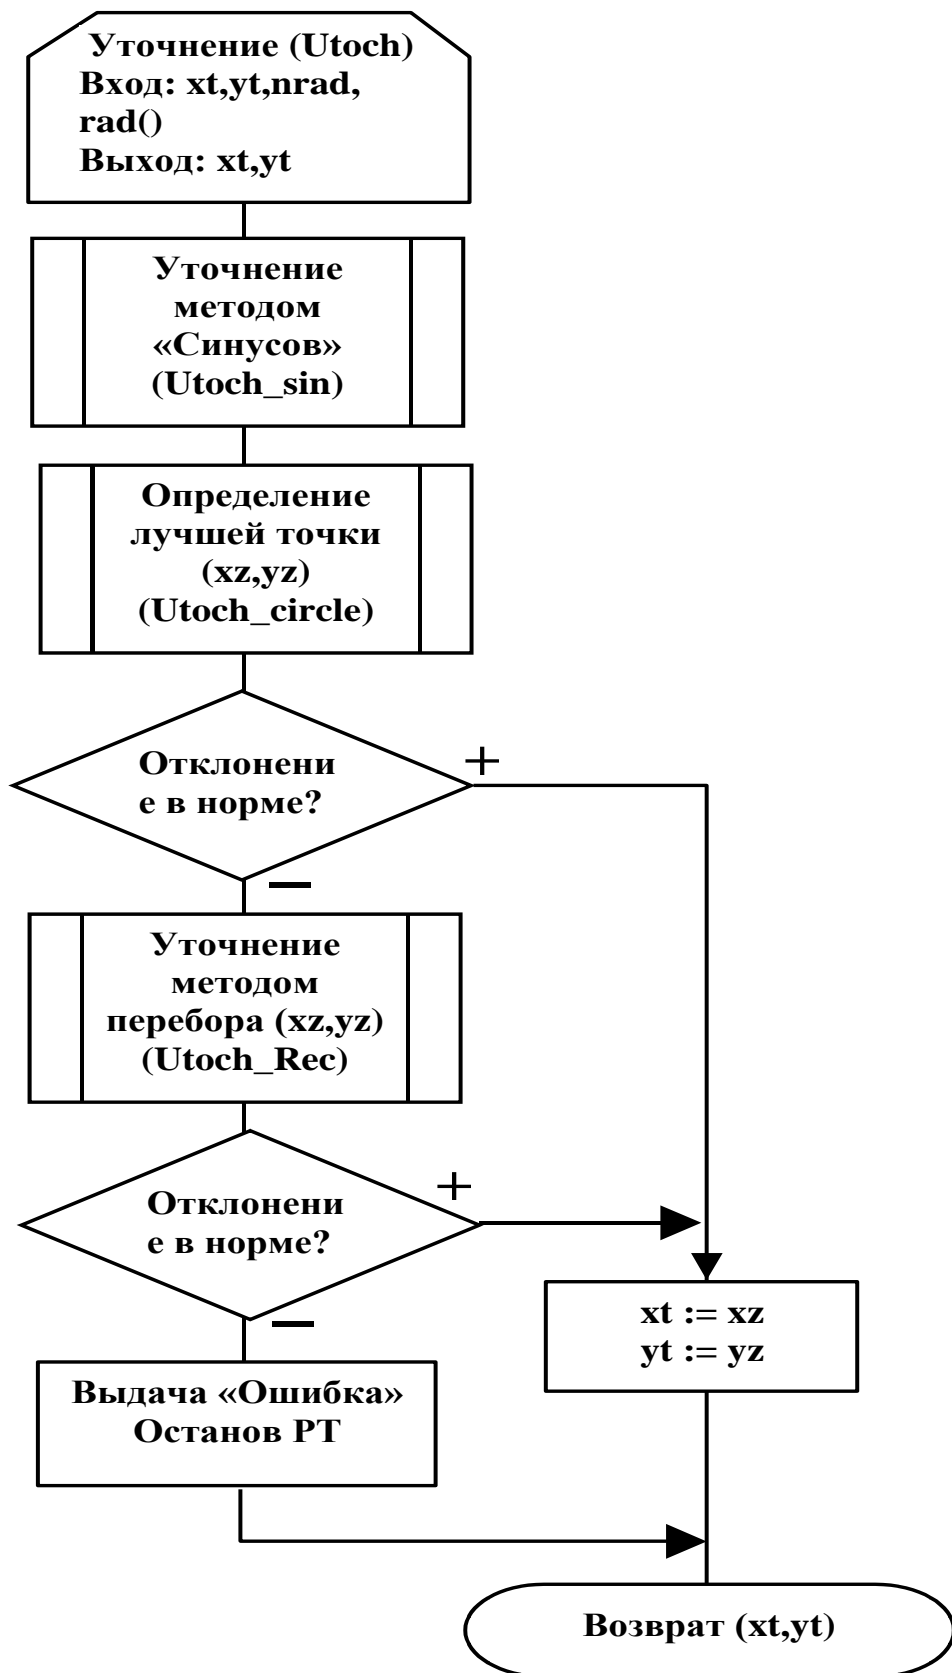 Уточнение (Utoch)
Вход: xt,yt,nrad,
rad()
Выход: xt,yt
Уточнение
методом
«Синусов»
(Utoch_sin)
Определение
лучшей точки
(xz,yz)
(Utoch_circle)
Отклонени
е в норме?
+
—
Уточнение
методом
перебора (xz,yz)
(Utoch_Rec)
Отклонени
е в норме?
+
—
xt := xz
yt := yz
Выдача «Ошибка»
Останов РТ
Возврат (xt,yt)